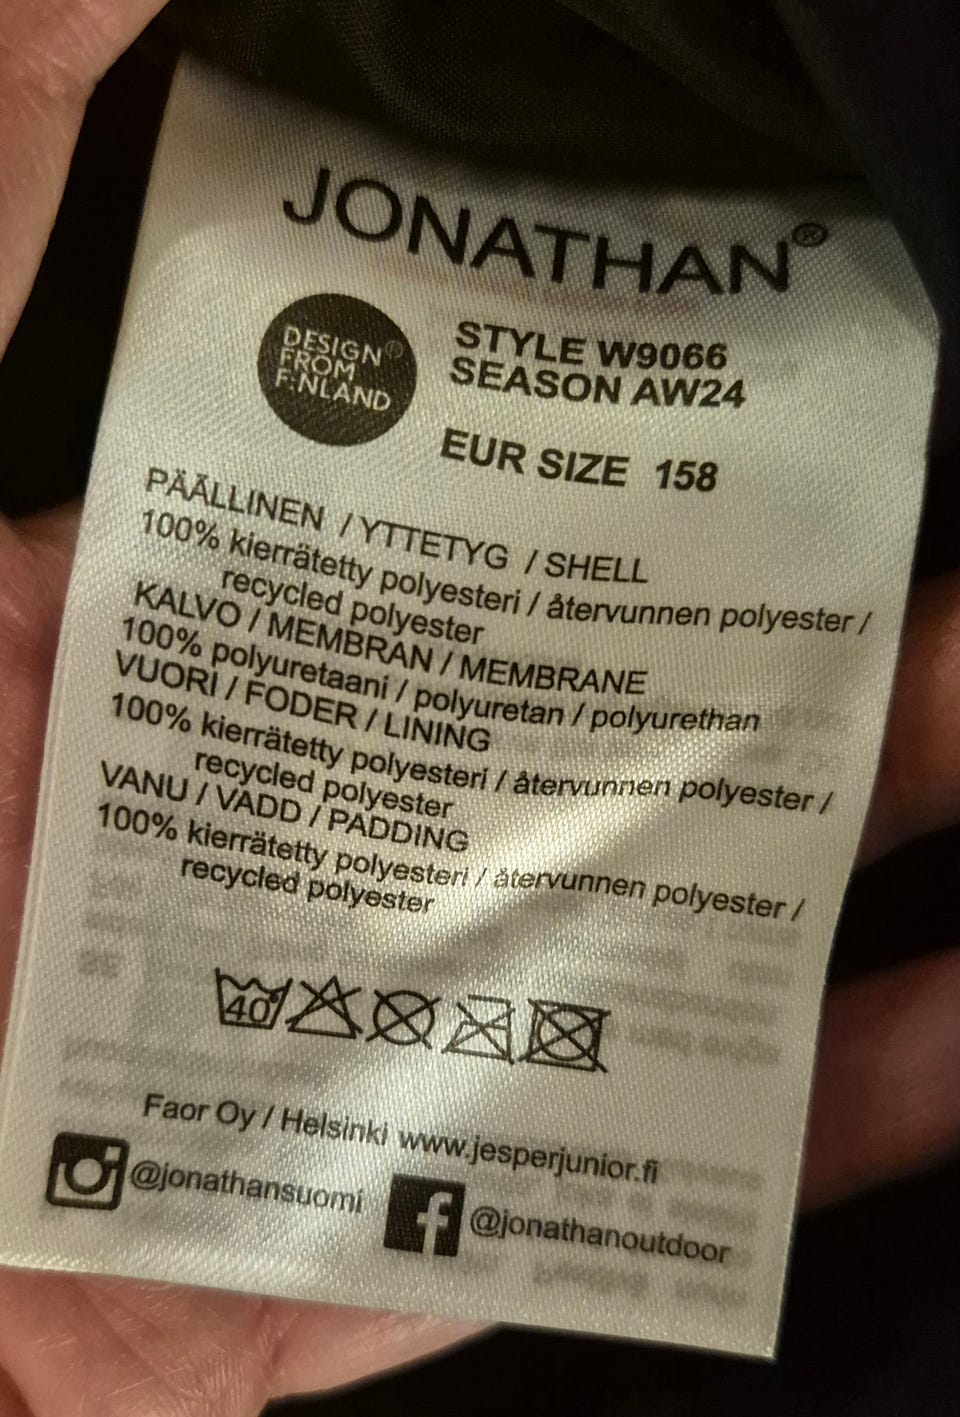 JONATHAN®
DESIGN®
FROM
FINLAND
STYLE W9066
SEASON AW24
EUR SIZE 158
PÄÄLLINEN / YTTETYG / SHELL
100% kierrätetty polyesteri / återvunnen polyester /
recycled polyester
KALVO / MEMBRAN / MEMBRANE
100% polyuretaani / polyuretan / polyurethan
VUORI / FODER / LINING
100% kierrätetty polyesteri / återvunnen polyester /
recycled polyester
VANU / VADD / PADDING
100% kierrätetty polyesteri / återvunnen polyester /
recycled polyester
40°
Faor Oy / Helsinki www.jesperjunior.fi
@jonathansuomi
@jonathanoutdoor